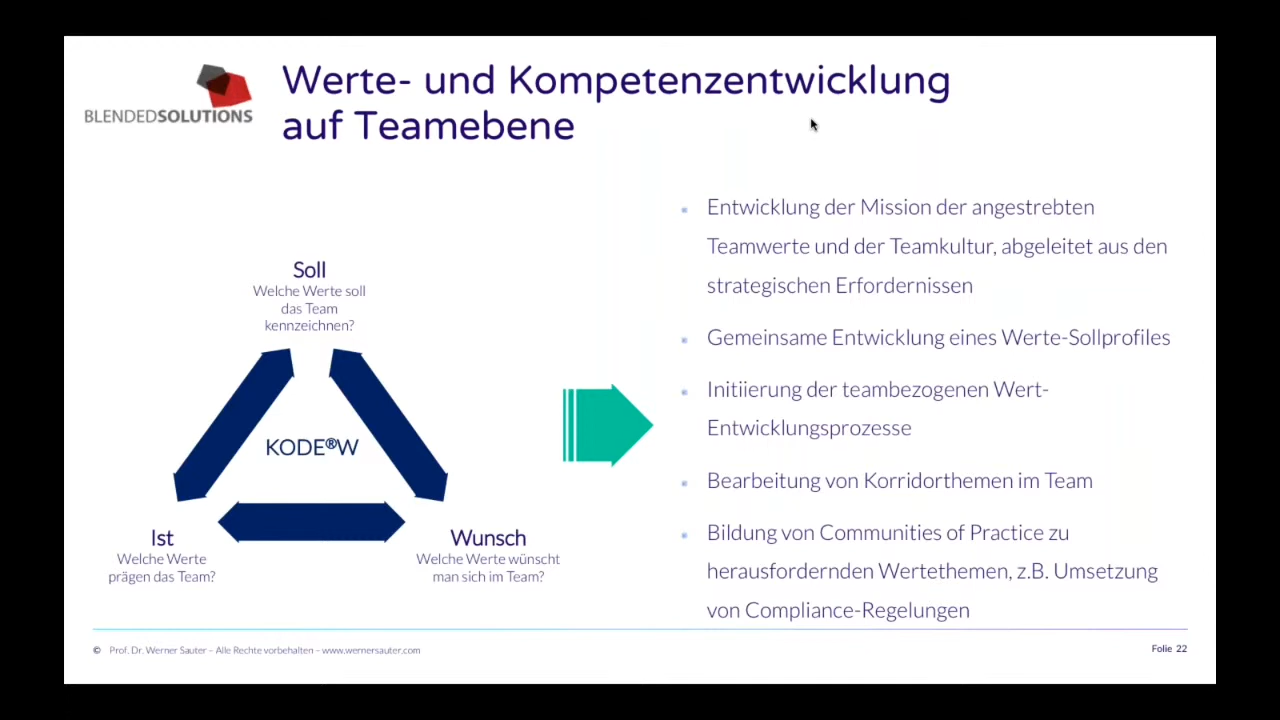 BLENDEDSOLUTIONS
Werte- und Kompetenzentwicklung
auf Teamebene
Soll
Welche Werte soll
das Team
kennzeichnen?
KODE®W
Ist
Welche Werte
prägen das Team?
Wunsch
Welche Werte wünscht
man sich im Team?
Entwicklung der Mission der angestrebten
Teamwerte und der Teamkultur, abgeleitet aus den
strategischen Erfordernissen
Gemeinsame Entwicklung eines Werte-Sollprofiles
Initiierung der teambezogenen Wert-
Entwicklungsprozesse
Bearbeitung von Korridorthemen im Team
Bildung von Communities of Practice zu
herausfordernden Wertethemen, z.B. Umsetzung
von Compliance-Regelungen
© Prof. Dr. Werner Sauter – Alle Rechte vorbehalten – www.wernersauter.com
Folie 22